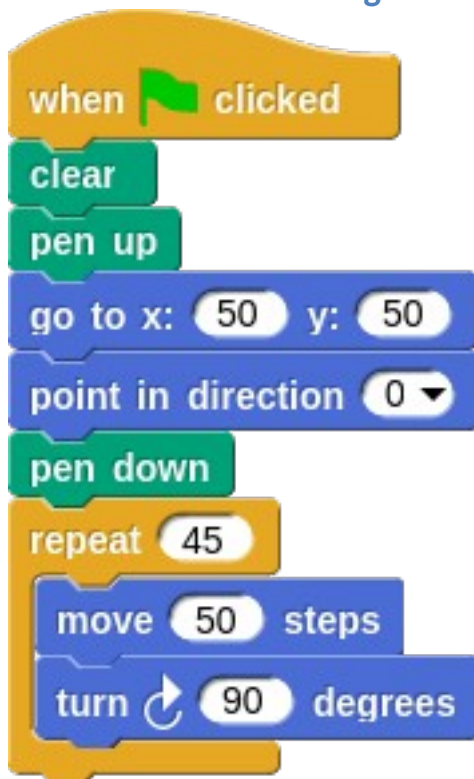 when clicked
clear
pen up
go to x: 50 y: 50
point in direction 0
pen down
repeat 45
move 50 steps
turn 90 degrees